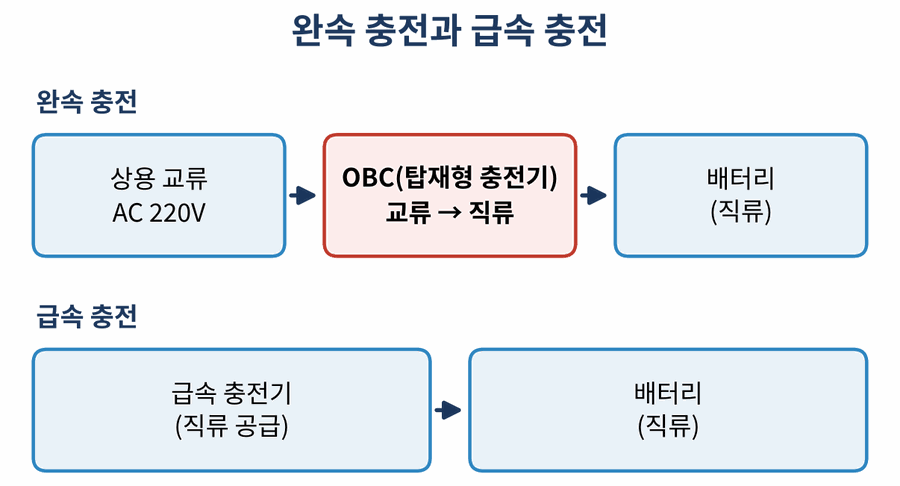 완속 충전과 급속 충전
완속 충전
상용 교류
AC 220V
OBC(탑재형 충전기)
교류 → 직류
배터리
(직류)
급속 충전
급속 충전기
(직류 공급)
배터리
(직류)